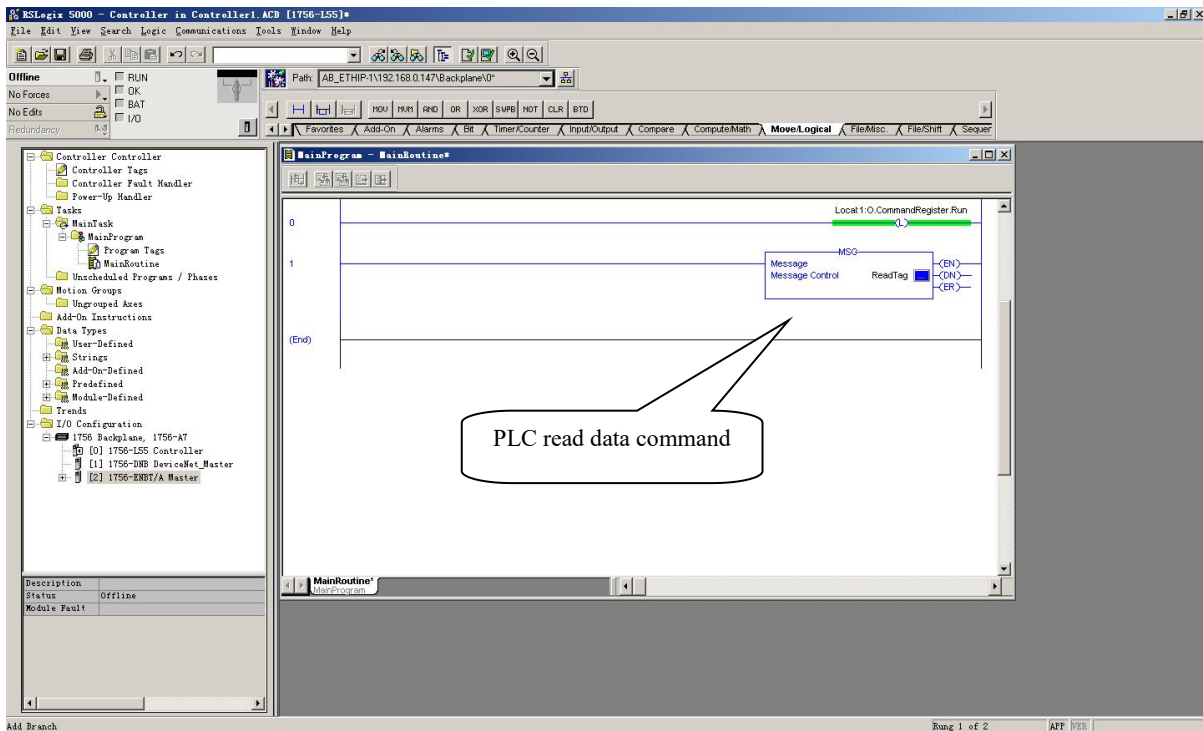 RSLogix 5000 - Controller in Controller1.ACD [1756-L55]*
File Edit View Search Logic Communications Tools Window Help
Offline
RUN
No Forces
OK
No Edits
BAT
Redundancy
I/O
Path: AB_ETHIP-1\192.168.0.147\Backplane\0*
MOV MVM AND OR XOR SWPB NOT CLR BTD
Favorites Add-On Alarms Bit Timer/Counter Input/Output Compare Compute/Math Move/Logical File/Misc. File/Shift Sequer
Controller Controller
Controller Tags
Controller Fault Handler
Power-Up Handler
Tasks
MainTask
MainProgram
Program Tags
MainRoutine
Unscheduled Programs / Phases
Motion Groups
Ungrouped Axes
Add-On Instructions
Data Types
User-Defined
Strings
Add-On-Defined
Predefined
Module-Defined
Trends
I/O Configuration
1756 Backplane, 1756-A7
[0] 1756-L55 Controller
[1] 1756-DNB DeviceNet_Master
[2] 1756-ENBT/A Master
Description
Status Offline
Module Fault
MainProgram - MainRoutine*
Local:1:O.CommandRegister.Run
0
(L)
MSG
1
Message
Message Control ReadTag ...
(EN)
(DN)
(ER)
(End)
PLC read data command
MainRoutine*
MainProgram
Add Branch
Rung 1 of 2
APP
VER